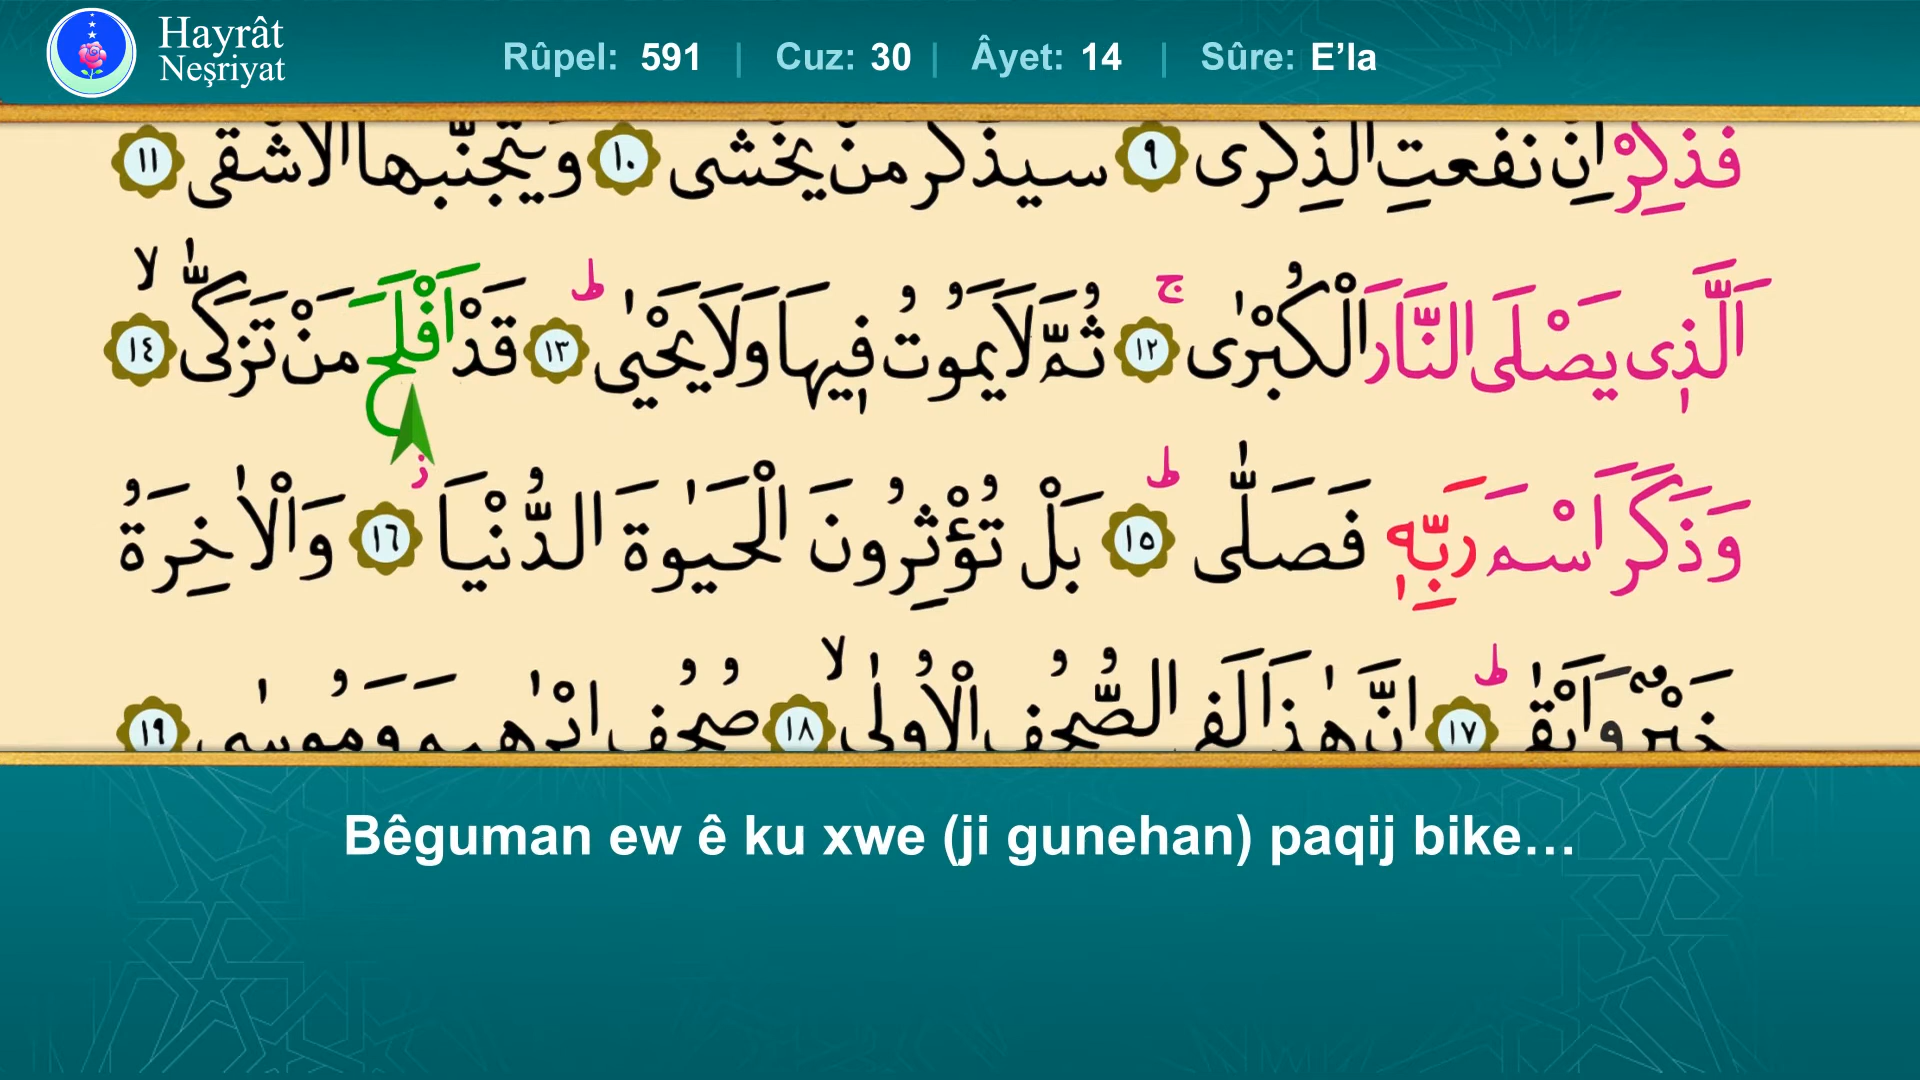 Hayrât
Neşriyat
Rûpel: 591 | Cuz: 30 | Âyet: 14 | Sûre: E’la
فَذَكِّرْ اِنْ نَفَعَتِ الذِّكْرٰى ٩ سَيَذَّكَّرُ مَنْ يَخْشٰى ١٠ وَيَتَجَنَّبُهَا الْاَشْقٰى ١١
اَلَّذ۪ى يَصْلَى النَّارَ الْكُبْرٰى ج ١٢ ثُمَّ لَا يَمُوتُ ف۪يهَا وَلَا يَحْيٰى ط ١٣ قَدْ اَفْلَحَ مَنْ تَزَكّٰى لا ١٤
وَذَكَرَ اسْمَ رَبِّه۪ فَصَلّٰى ط ١٥ بَلْ تُؤْثِرُونَ الْحَيٰوةَ الدُّنْيَا ز ١٦ وَالْاٰخِرَةُ
خَيْرٌ وَاَبْقٰى ط ١٧ اِنَّ هٰذَا لَفِى الصُّحُفِ الْاُولٰى لا ١٨ صُحُفِ اِبْرٰهِيمَ وَمُوسٰى ١٩
Bêguman ew ê ku xwe (ji gunehan) paqij bike…